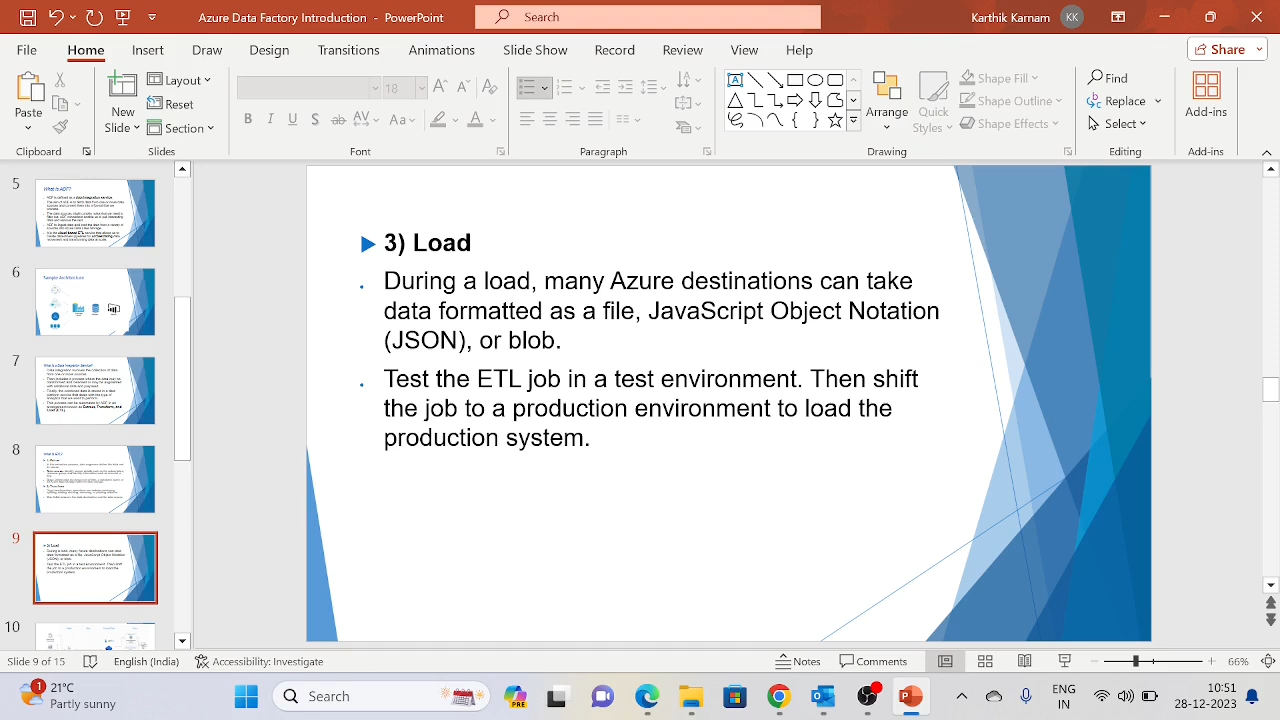 Azure Data Factory Introduction
Search
Karthik Karnan
KK
File
Home
Insert
Draw
Design
Transitions
Animations
Slide Show
Record
Review
View
Help
Share
Paste
New
Slide
Layout
Reset
Section
Find
Replace
Select
Arrange
Quick
Styles
Shape Fill
Shape Outline
Shape Effects
Add-ins
Clipboard
Slides
Font
Paragraph
Drawing
Editing
Add-ins
5
6
7
8
9
10
3) Load
During a load, many Azure destinations can take
data formatted as a file, JavaScript Object Notation
(JSON), or blob.
Test the ETL job in a test environment. Then shift
the job to a production environment to load the
production system.
Slide 9 of 15
English (India)
Accessibility: Investigate
Notes
Comments
66%
21°C
Partly sunny
Search
PRE
ENG
IN
10:51
28-12-2023